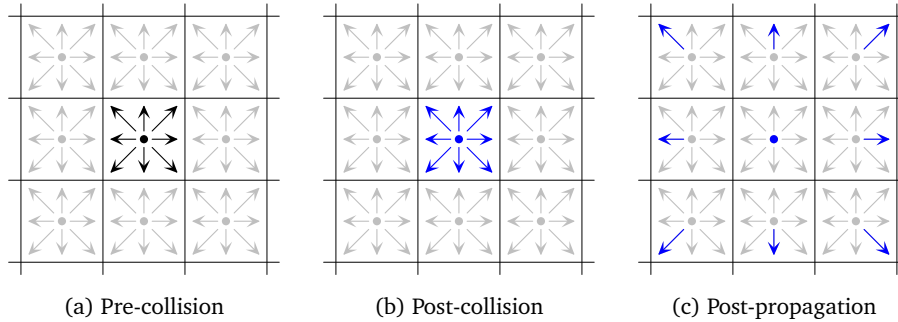 (a) Pre-collision
(b) Post-collision
(c) Post-propagation